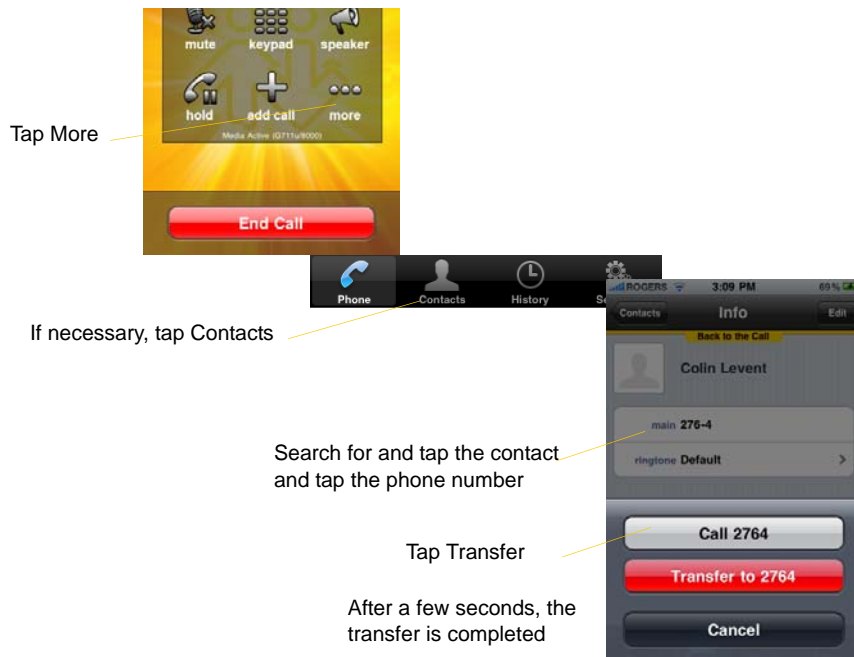 mute keypad speaker
hold add call more
Media Active (G711u/8000)
Tap More
End Call
Phone Contacts History
If necessary, tap Contacts
ROGERS 3:09 PM 69%
Contacts Info Edit
Back to the Call
Colin Levent
main 276-4
ringtone Default
Search for and tap the contact
and tap the phone number
Call 2764
Tap Transfer
Transfer to 2764
After a few seconds, the
transfer is completed
Cancel